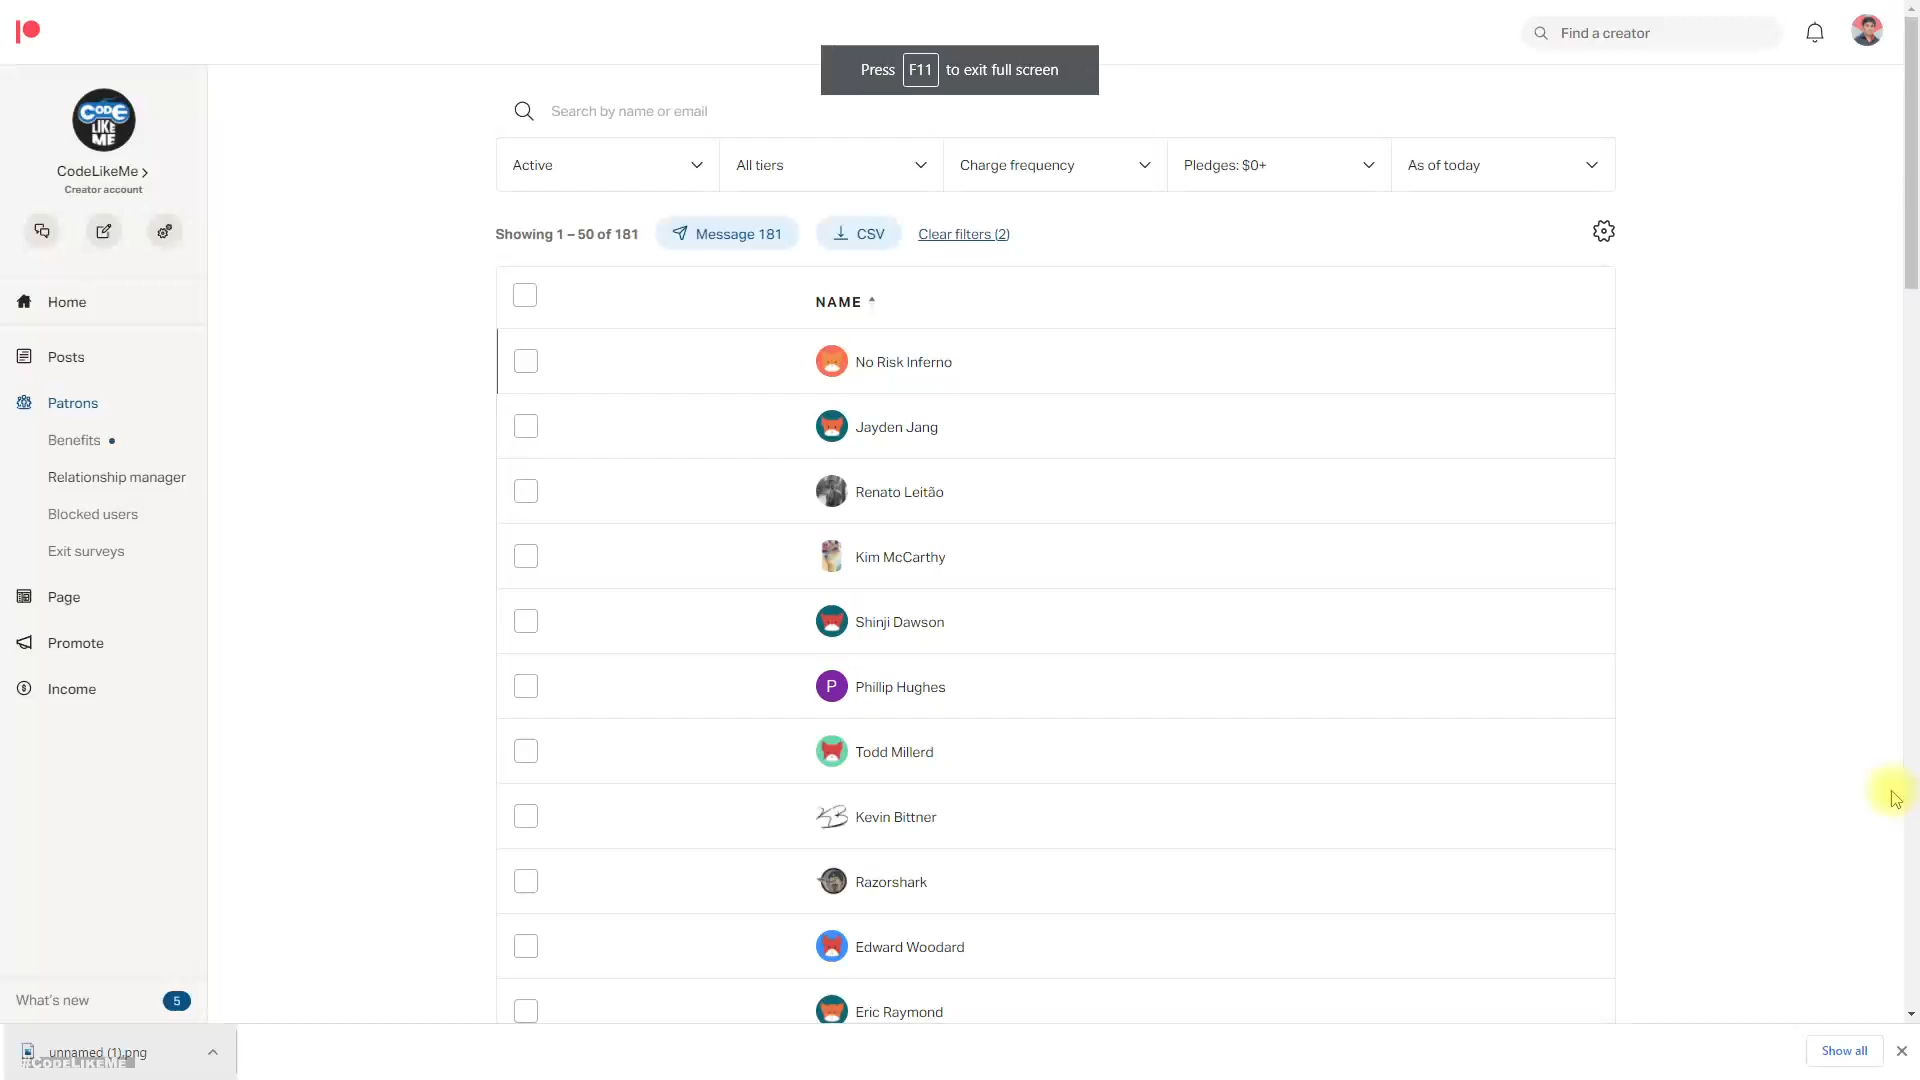 Find a creator
Press F11 to exit full screen
CODE
LIKE
ME
CodeLikeMe
Creator account
Search by name or email
Active
All tiers
Charge frequency
Pledges: $0+
As of today
Showing 1 – 50 of 181
Message 181
CSV
Clear filters (2)
Home
Posts
Patrons
Benefits
Relationship manager
Blocked users
Exit surveys
Page
Promote
Income
NAME
No Risk Inferno
Jayden Jang
Renato Leitão
Kim McCarthy
Shinji Dawson
P
Phillip Hughes
Todd Millerd
KB
Kevin Bittner
Razorshark
Edward Woodard
Eric Raymond
What's new
5
unnamed (1).png
#CodeLikeMe
Show all